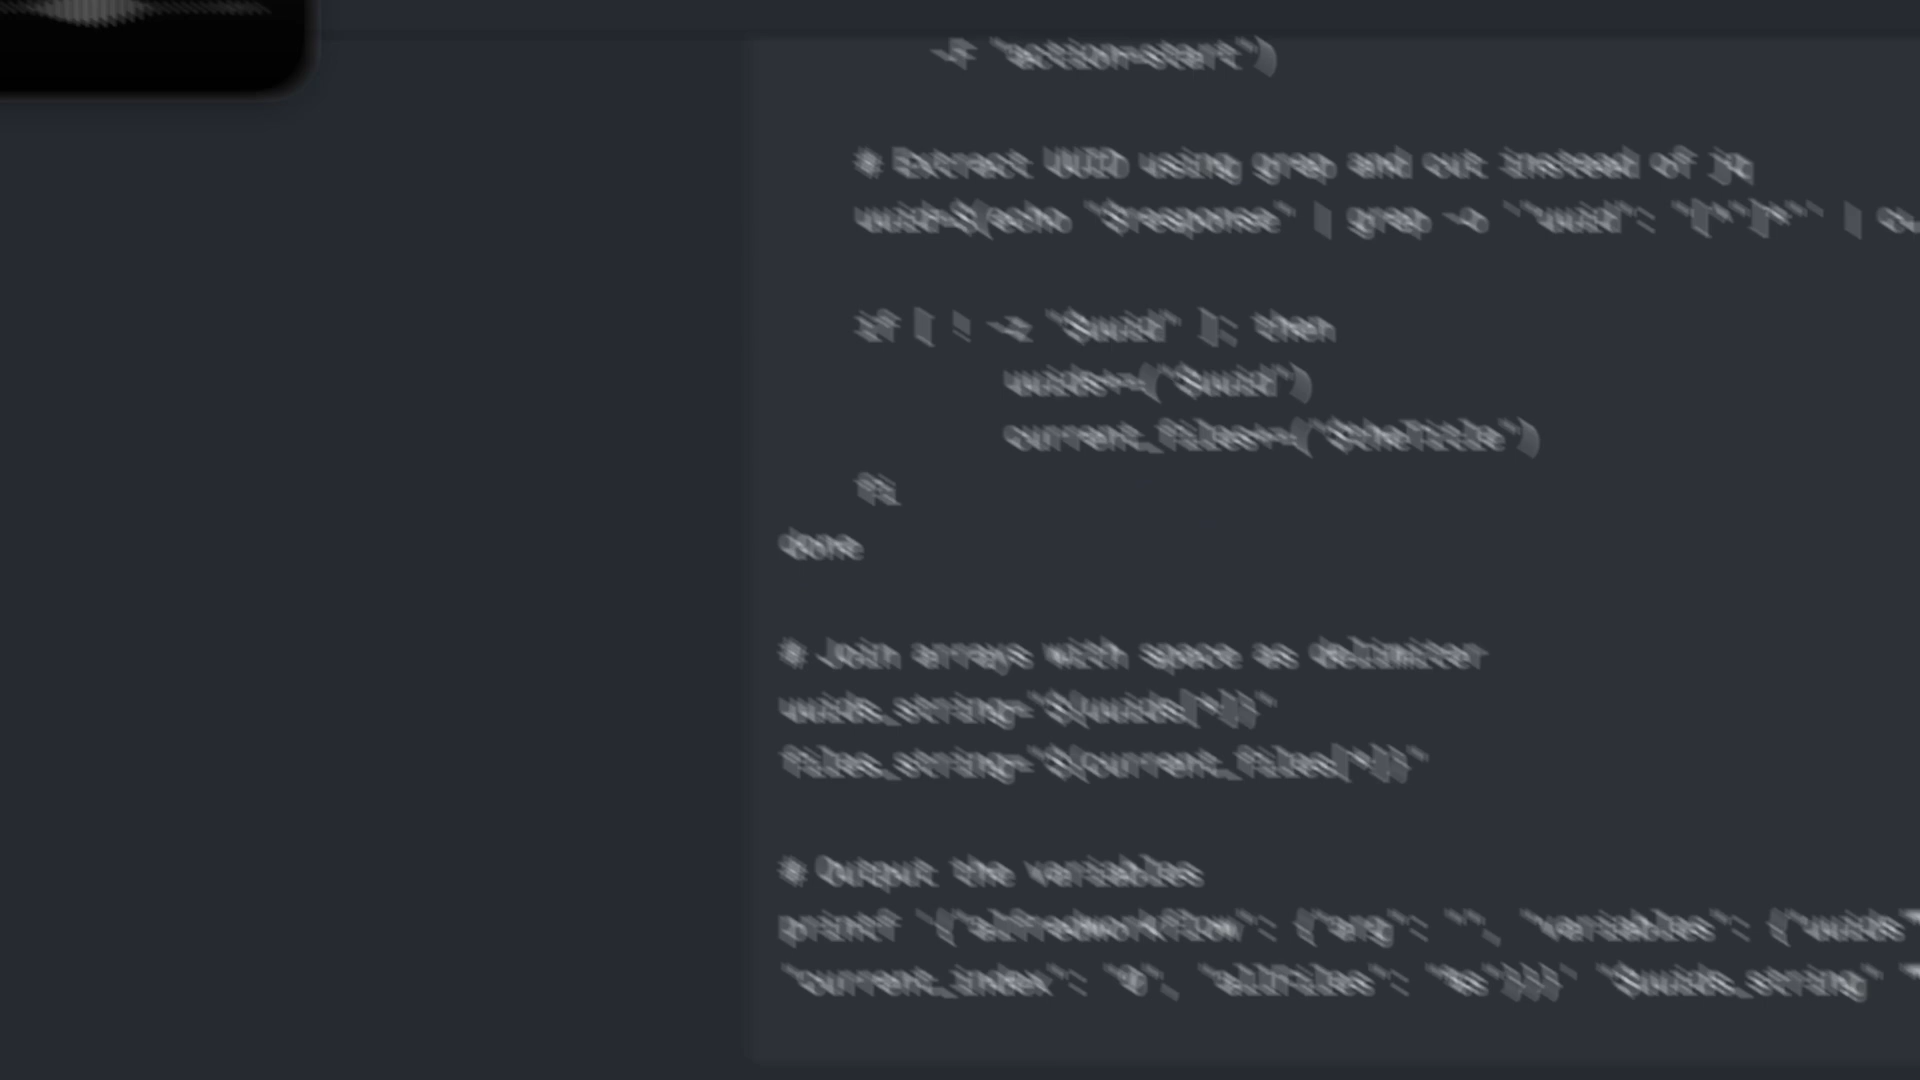 -F "action=start")
# Extract UUID using grep and cut instead of jq
uuid=$(echo "$response" | grep -o '"uuid": "[^"]*"' |
if [ ! -z "$uuid" ]; then
uuids+=("$uuid")
current_files+=("$theTitle")
fi
done
# Join arrays with space as delimiter
uuids_string="${uuids[*]}"
files_string="${current_files[*]}"
# Output the variables
printf '{"alfredworkflow": {"arg": "", "variables": {"uuids"
"current_index": "0", "allFiles": "%s"}}}' "$uuids_string"